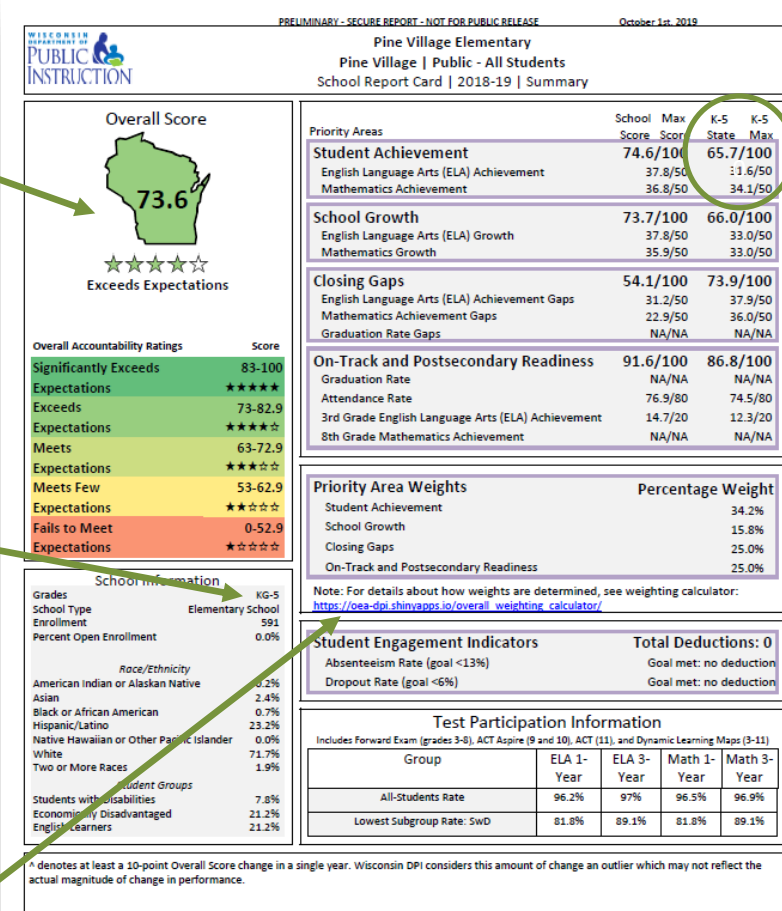 PRELIMINARY - SECURE REPORT - NOT FOR PUBLIC RELEASE October 1st, 2019
WISCONSIN
DEPARTMENT OF
PUBLIC
INSTRUCTION
Pine Village Elementary
Pine Village | Public - All Students
School Report Card | 2018-19 | Summary
Overall Score
73.6
Exceeds Expectations
Overall Accountability Ratings Score
Significantly Exceeds 83-100
Expectations ★★★★★
Exceeds 73-82.9
Expectations ★★★★☆
Meets 63-72.9
Expectations ★★★☆☆
Meets Few 53-62.9
Expectations ★★☆☆☆
Fails to Meet 0-52.9
Expectations ★☆☆☆☆
School Information
Grades KG-5
School Type Elementary School
Enrollment 591
Percent Open Enrollment 0.0%
Race/Ethnicity
American Indian or Alaskan Native 0.2%
Asian 2.4%
Black or African American 0.7%
Hispanic/Latino 23.2%
Native Hawaiian or Other Pacific Islander 0.0%
White 71.7%
Two or More Races 1.9%
Student Groups
Students with Disabilities 7.8%
Economically Disadvantaged 21.2%
English Learners 21.2%
School Max K-5 K-5
Priority Areas Score Score State Max
Student Achievement 74.6/100 65.7/100
English Language Arts (ELA) Achievement 37.8/50 31.6/50
Mathematics Achievement 36.8/50 34.1/50
School Growth 73.7/100 66.0/100
English Language Arts (ELA) Growth 37.8/50 33.0/50
Mathematics Growth 35.9/50 33.0/50
Closing Gaps 54.1/100 73.9/100
English Language Arts (ELA) Achievement Gaps 31.2/50 37.9/50
Mathematics Achievement Gaps 22.9/50 36.0/50
Graduation Rate Gaps NA/NA NA/NA
On-Track and Postsecondary Readiness 91.6/100 86.8/100
Graduation Rate NA/NA NA/NA
Attendance Rate 76.9/80 74.5/80
3rd Grade English Language Arts (ELA) Achievement 14.7/20 12.3/20
8th Grade Mathematics Achievement NA/NA NA/NA
Priority Area Weights Percentage Weight
Student Achievement 34.2%
School Growth 15.8%
Closing Gaps 25.0%
On-Track and Postsecondary Readiness 25.0%
Note: For details about how weights are determined, see weighting calculator:
https://oea-dpi.shinyapps.io/overall_weighting_calculator/
Student Engagement Indicators Total Deductions: 0
Absenteeism Rate (goal <13%) Goal met: no deduction
Dropout Rate (goal <6%) Goal met: no deduction
Test Participation Information
Includes Forward Exam (grades 3-8), ACT Aspire (9 and 10), ACT (11), and Dynamic Learning Maps (3-11)
Group ELA 1-Year ELA 3-Year Math 1-Year Math 3-Year
All-Students Rate 96.2% 97% 96.5% 96.9%
Lowest Subgroup Rate: SwD 81.8% 89.1% 81.8% 89.1%
^ denotes at least a 10-point Overall Score change in a single year. Wisconsin DPI considers this amount of change an outlier which may not reflect the
actual magnitude of change in performance.